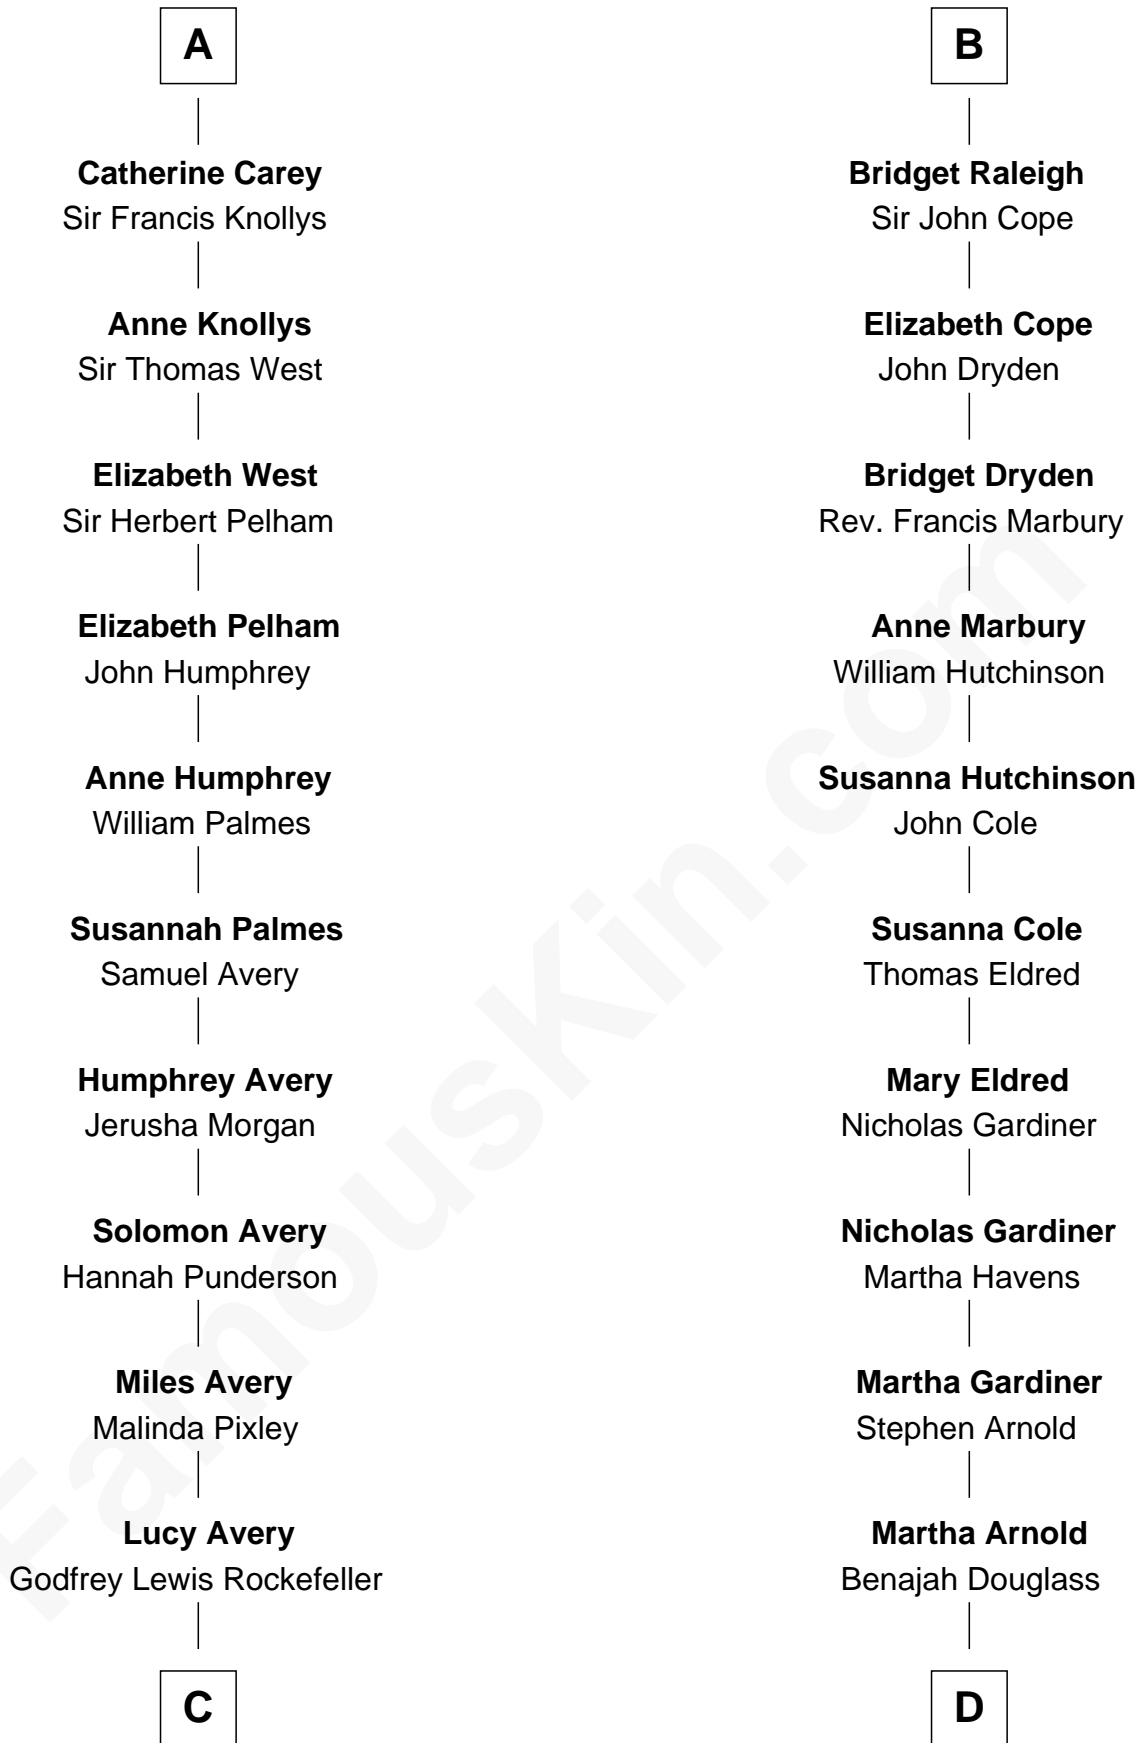 A
Catherine Carey
Sir Francis Knollys
Anne Knollys
Sir Thomas West
Elizabeth West
Sir Herbert Pelham
Elizabeth Pelham
John Humphrey
Anne Humphrey
William Palmes
Susannah Palmes
Samuel Avery
Humphrey Avery
Jerusha Morgan
Solomon Avery
Hannah Punderson
Miles Avery
Malinda Pixley
Lucy Avery
Godfrey Lewis Rockefeller
C
B
Bridget Raleigh
Sir John Cope
Elizabeth Cope
John Dryden
Bridget Dryden
Rev. Francis Marbury
Anne Marbury
William Hutchinson
Susanna Hutchinson
John Cole
Susanna Cole
Thomas Eldred
Mary Eldred
Nicholas Gardiner
Nicholas Gardiner
Martha Havens
Martha Gardiner
Stephen Arnold
Martha Arnold
Benajah Douglass
D
FamousKin.com